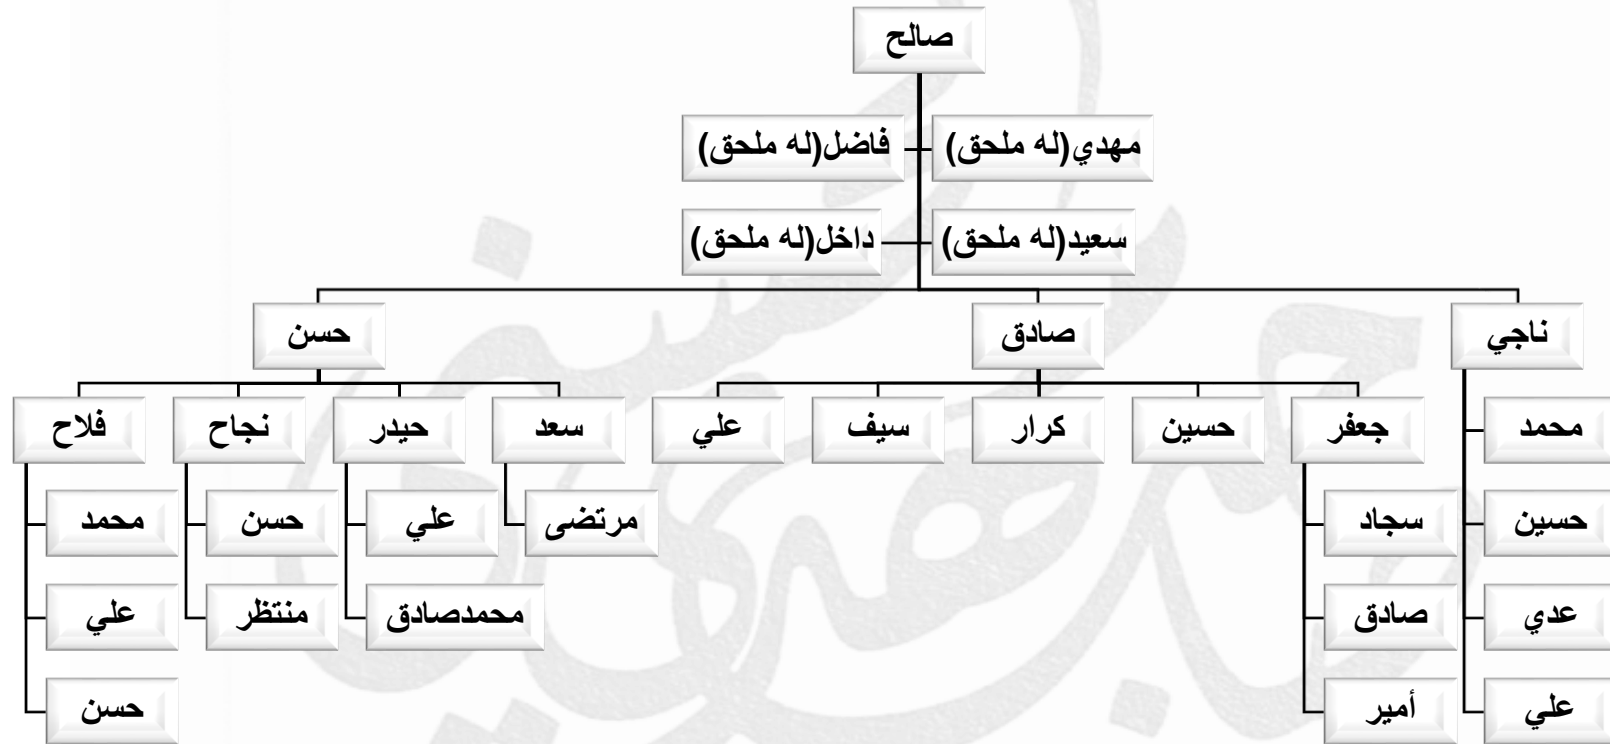 صالح
مهدي(له ملحق)
فاضل(له ملحق)
سعيد(له ملحق)
داخل(له ملحق)
ناجي
صادق
حسن
جعفر
حسين
كرار
سيف
علي
سعد
حيدر
نجاح
فلاح
محمد
حسين
عدي
علي
سجاد
صادق
أمير
مرتضى
علي
محمدصادق
حسن
منتظر
محمد
علي
حسن